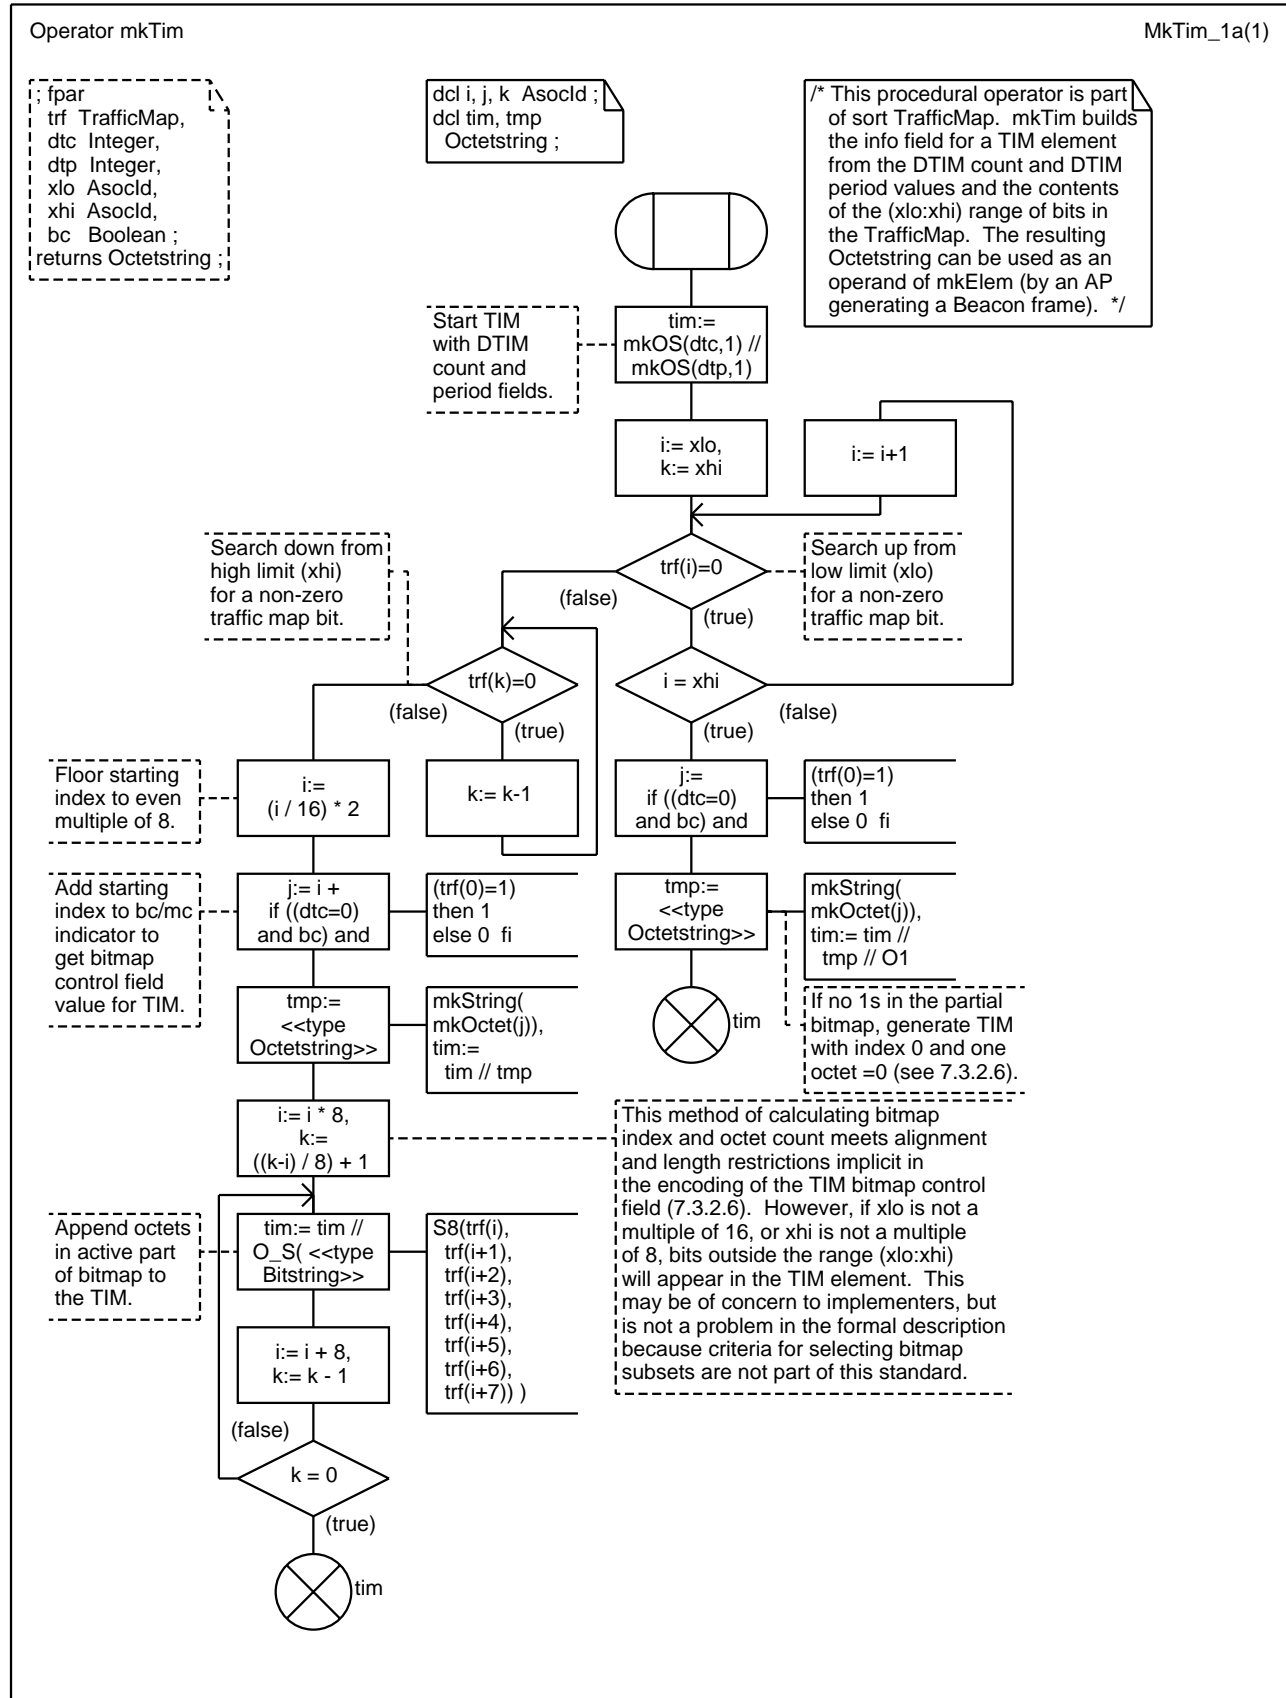 Operator mkTim
MkTim_1a(1)
; fpar
trf TrafficMap,
dtc Integer,
dtp Integer,
xlo AsocId,
xhi AsocId,
bc Boolean ;
returns Octetstring ;
dcl i, j, k AsocId ;
dcl tim, tmp
Octetstring ;
/* This procedural operator is part
of sort TrafficMap. mkTim builds
the info field for a TIM element
from the DTIM count and DTIM
period values and the contents
of the (xlo:xhi) range of bits in
the TrafficMap. The resulting
Octetstring can be used as an
operand of mkElem (by an AP
generating a Beacon frame). */
Start TIM
with DTIM
count and
period fields.
tim:=
mkOS(dtc,1) //
mkOS(dtp,1)
i:= xlo,
k:= xhi
i:= i+1
Search down from
high limit (xhi)
for a non-zero
traffic map bit.
trf(i)=0
(false)
(true)
Search up from
low limit (xlo)
for a non-zero
traffic map bit.
trf(k)=0
(false)
(true)
i = xhi
(false)
(true)
Floor starting
index to even
multiple of 8.
i:=
(i / 16) * 2
k:= k-1
j:=
if ((dtc=0)
and bc) and
(trf(0)=1)
then 1
else 0 fi
Add starting
index to bc/mc
indicator to
get bitmap
control field
value for TIM.
j:= i +
if ((dtc=0)
and bc) and
(trf(0)=1)
then 1
else 0 fi
tmp:=
<<type
Octetstring>>
mkString(
mkOctet(j)),
tim:= tim //
tmp // O1
tmp:=
<<type
Octetstring>>
mkString(
mkOctet(j)),
tim:=
tim // tmp
tim
If no 1s in the partial
bitmap, generate TIM
with index 0 and one
octet =0 (see 7.3.2.6).
i:= i * 8,
k:=
((k-i) / 8) + 1
This method of calculating bitmap
index and octet count meets alignment
and length restrictions implicit in
the encoding of the TIM bitmap control
field (7.3.2.6). However, if xlo is not a
multiple of 16, or xhi is not a multiple
of 8, bits outside the range (xlo:xhi)
will appear in the TIM element. This
may be of concern to implementers, but
is not a problem in the formal description
because criteria for selecting bitmap
subsets are not part of this standard.
Append octets
in active part
of bitmap to
the TIM.
tim:= tim //
O_S( <<type
Bitstring>>
S8(trf(i),
trf(i+1),
trf(i+2),
trf(i+3),
trf(i+4),
trf(i+5),
trf(i+6),
trf(i+7)) )
i:= i + 8,
k:= k - 1
(false)
k = 0
(true)
tim